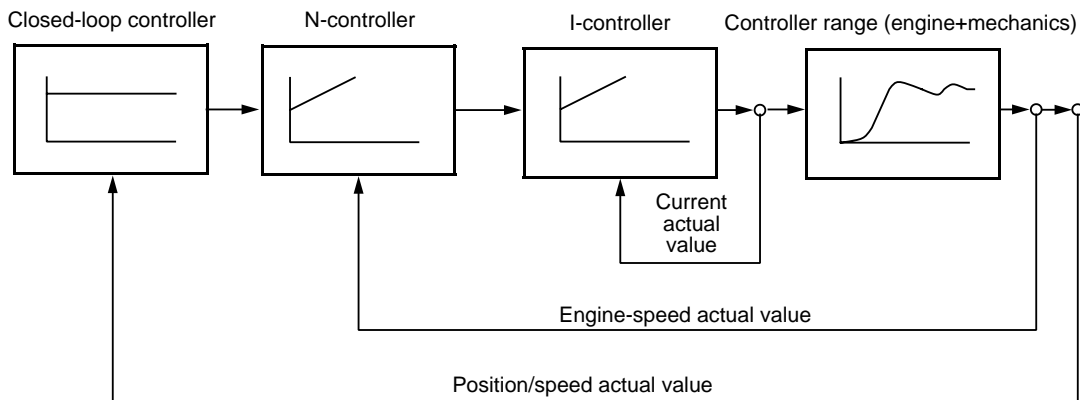 Closed-loop controller
N-controller
I-controller
Controller range (engine+mechanics)
Current
actual
value
Engine-speed actual value
Position/speed actual value